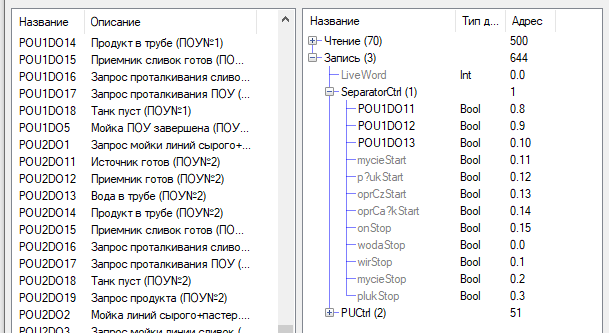 Название Описание
POU1DO14 Продукт в трубе (ПОУ№1)
POU1DO15 Приемник сливок готов (ПО...
POU1DO16 Запрос проталкивания сливо...
POU1DO17 Запрос проталкивания ПОУ (...
POU1DO18 Танк пуст (ПОУ№1)
POU1DO5 Мойка ПОУ завершена (ПОУ...
POU2DO1 Запрос мойки линий сырого+...
POU2DO11 Источник готов (ПОУ№2)
POU2DO12 Приемник готов (ПОУ№2)
POU2DO13 Вода в трубе (ПОУ№2)
POU2DO14 Продукт в трубе (ПОУ№2)
POU2DO15 Приемник сливок готов (ПО...
POU2DO16 Запрос проталкивания сливо...
POU2DO17 Запрос проталкивания ПОУ (...
POU2DO18 Танк пуст (ПОУ№2)
POU2DO19 Запрос продукта (ПОУ№2)
POU2DO2 Мойка линий сырого+пастер...
POU2DO3 Запрос мойки линии сливок (...
Название Тип д... Адрес
Чтение (70) 500
Запись (3) 644
LiveWord Int 0.0
SeparatorCtrl (1) 1
POU1DO11 Bool 0.8
POU1DO12 Bool 0.9
POU1DO13 Bool 0.10
mycieStart Bool 0.11
p?ukStart Bool 0.12
oprCzStart Bool 0.13
oprCa?kStart Bool 0.14
onStop Bool 0.15
wodaStop Bool 0.0
wirStop Bool 0.1
mycieStop Bool 0.2
plukStop Bool 0.3
PUCtrl (2) 51